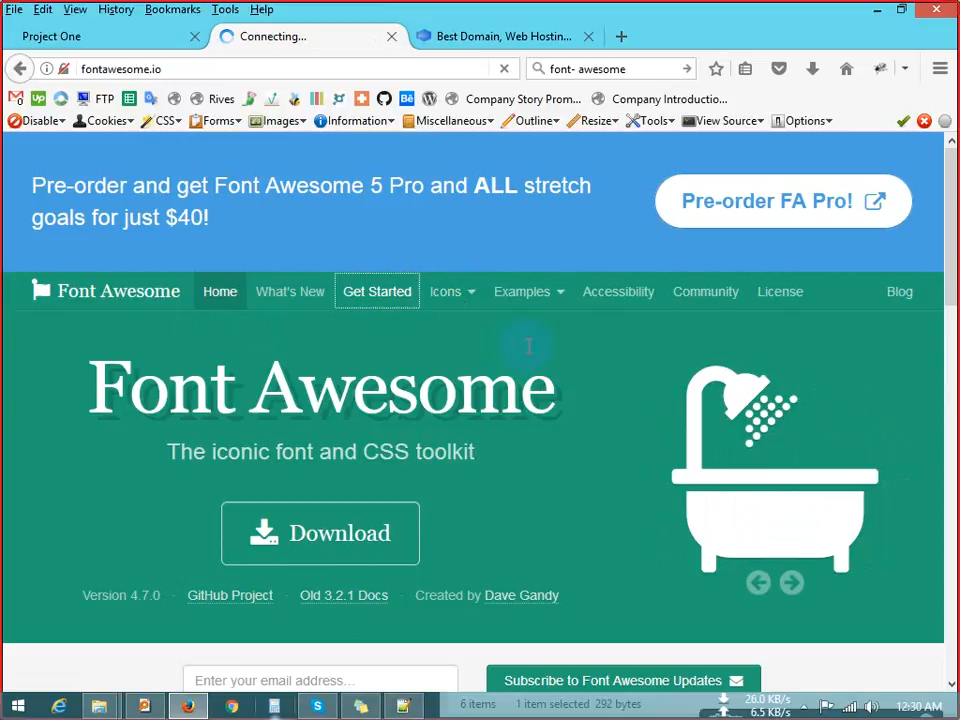 File Edit View History Bookmarks Tools Help
Project One
Connecting...
Best Domain, Web Hostin...
fontawesome.io
font- awesome
FTP
Rives
Company Story Prom...
Company Introductio...
Disable Cookies CSS Forms Images Information Miscellaneous Outline Resize Tools View Source Options
Pre-order and get Font Awesome 5 Pro and ALL stretch
goals for just $40!
Pre-order FA Pro!
Font Awesome Home What's New Get Started Icons Examples Accessibility Community License Blog
Font Awesome
The iconic font and CSS toolkit
Download
Version 4.7.0 · GitHub Project · Old 3.2.1 Docs · Created by Dave Gandy
Enter your email address...
Subscribe to Font Awesome Updates
6 items 1 item selected 292 bytes
26.0 KB/s
6.5 KB/s
12:30 AM